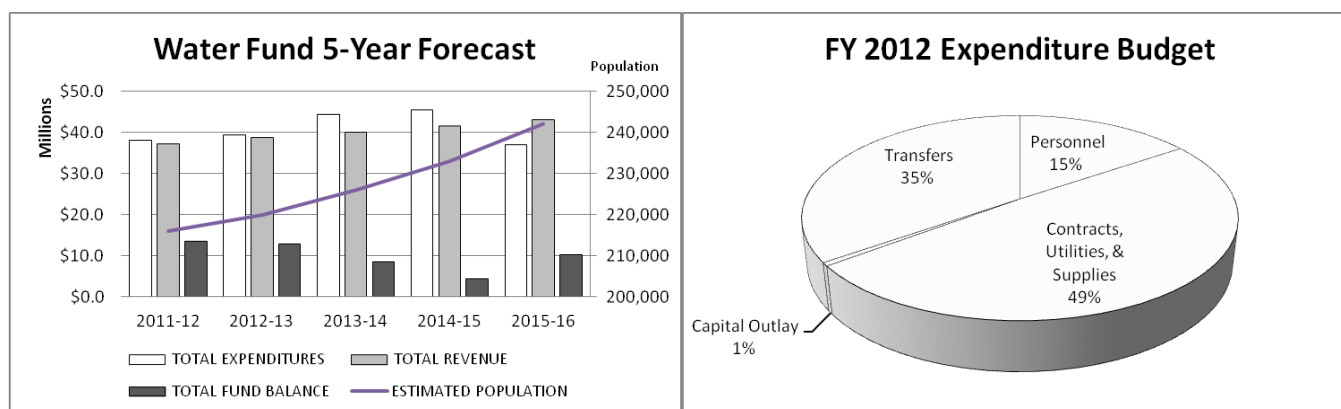 Water Fund 5-Year Forecast
Population
Millions
$50.0
$40.0
$30.0
$20.0
$10.0
$0.0
250,000
240,000
230,000
220,000
210,000
200,000
2011-12 2012-13 2013-14 2014-15 2015-16
TOTAL EXPENDITURES TOTAL REVENUE
TOTAL FUND BALANCE ESTIMATED POPULATION
FY 2012 Expenditure Budget
Transfers
35%
Personnel
15%
Contracts,
Utilities, &
Supplies
49%
Capital Outlay
1%